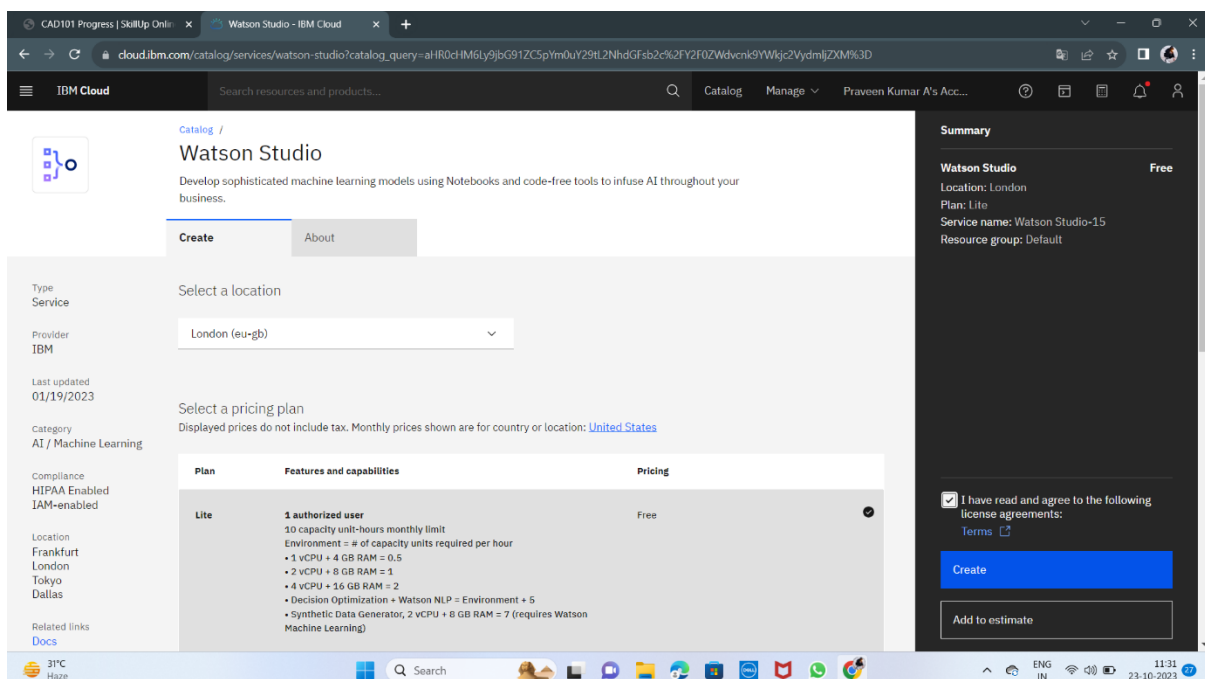 CAD101 Progress | SkillUp Onlin
Watson Studio - IBM Cloud
cloud.ibm.com/catalog/services/watson-studio?catalog_query=aHR0cHM6Ly9jbG91ZC5pYm0uY29tL2NhdGFsb2c%2FY2F0ZWdvcnk9YWkjc2VydmljZXM%3D
IBM Cloud
Search resources and products...
Catalog
Manage
Praveen Kumar A's Acc...
Catalog /
Watson Studio
Develop sophisticated machine learning models using Notebooks and code-free tools to infuse AI throughout your
business.
Create
About
Type
Service
Provider
IBM
Last updated
01/19/2023
Category
AI / Machine Learning
Compliance
HIPAA Enabled
IAM-enabled
Location
Frankfurt
London
Tokyo
Dallas
Related links
Docs
Select a location
London (eu-gb)
Select a pricing plan
Displayed prices do not include tax. Monthly prices shown are for country or location: United States
Plan Features and capabilities Pricing
Lite 1 authorized user Free
10 capacity unit-hours monthly limit
Environment = # of capacity units required per hour
• 1 vCPU + 4 GB RAM = 0.5
• 2 vCPU + 8 GB RAM = 1
• 4 vCPU + 16 GB RAM = 2
• Decision Optimization + Watson NLP = Environment + 5
• Synthetic Data Generator, 2 vCPU + 8 GB RAM = 7 (requires Watson
Machine Learning)
Summary
Watson Studio Free
Location: London
Plan: Lite
Service name: Watson Studio-15
Resource group: Default
I have read and agree to the following
license agreements:
Terms
Create
Add to estimate
31°C
Haze
Search
ENG
IN
11:31
23-10-2023
27